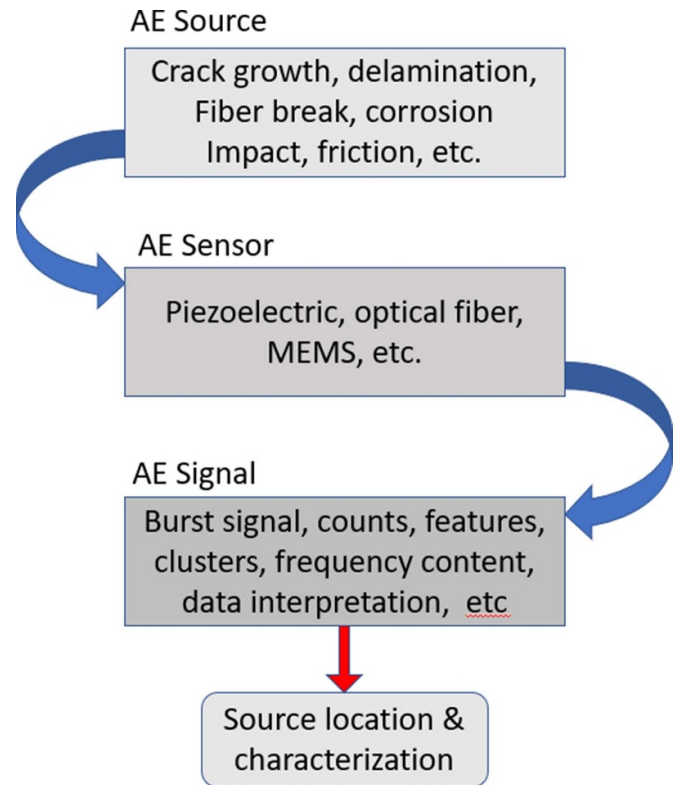 AE Source
Crack growth, delamination,
Fiber break, corrosion
Impact, friction, etc.
AE Sensor
Piezoelectric, optical fiber,
MEMS, etc.
AE Signal
Burst signal, counts, features,
clusters, frequency content,
data interpretation, etc
Source location &
characterization